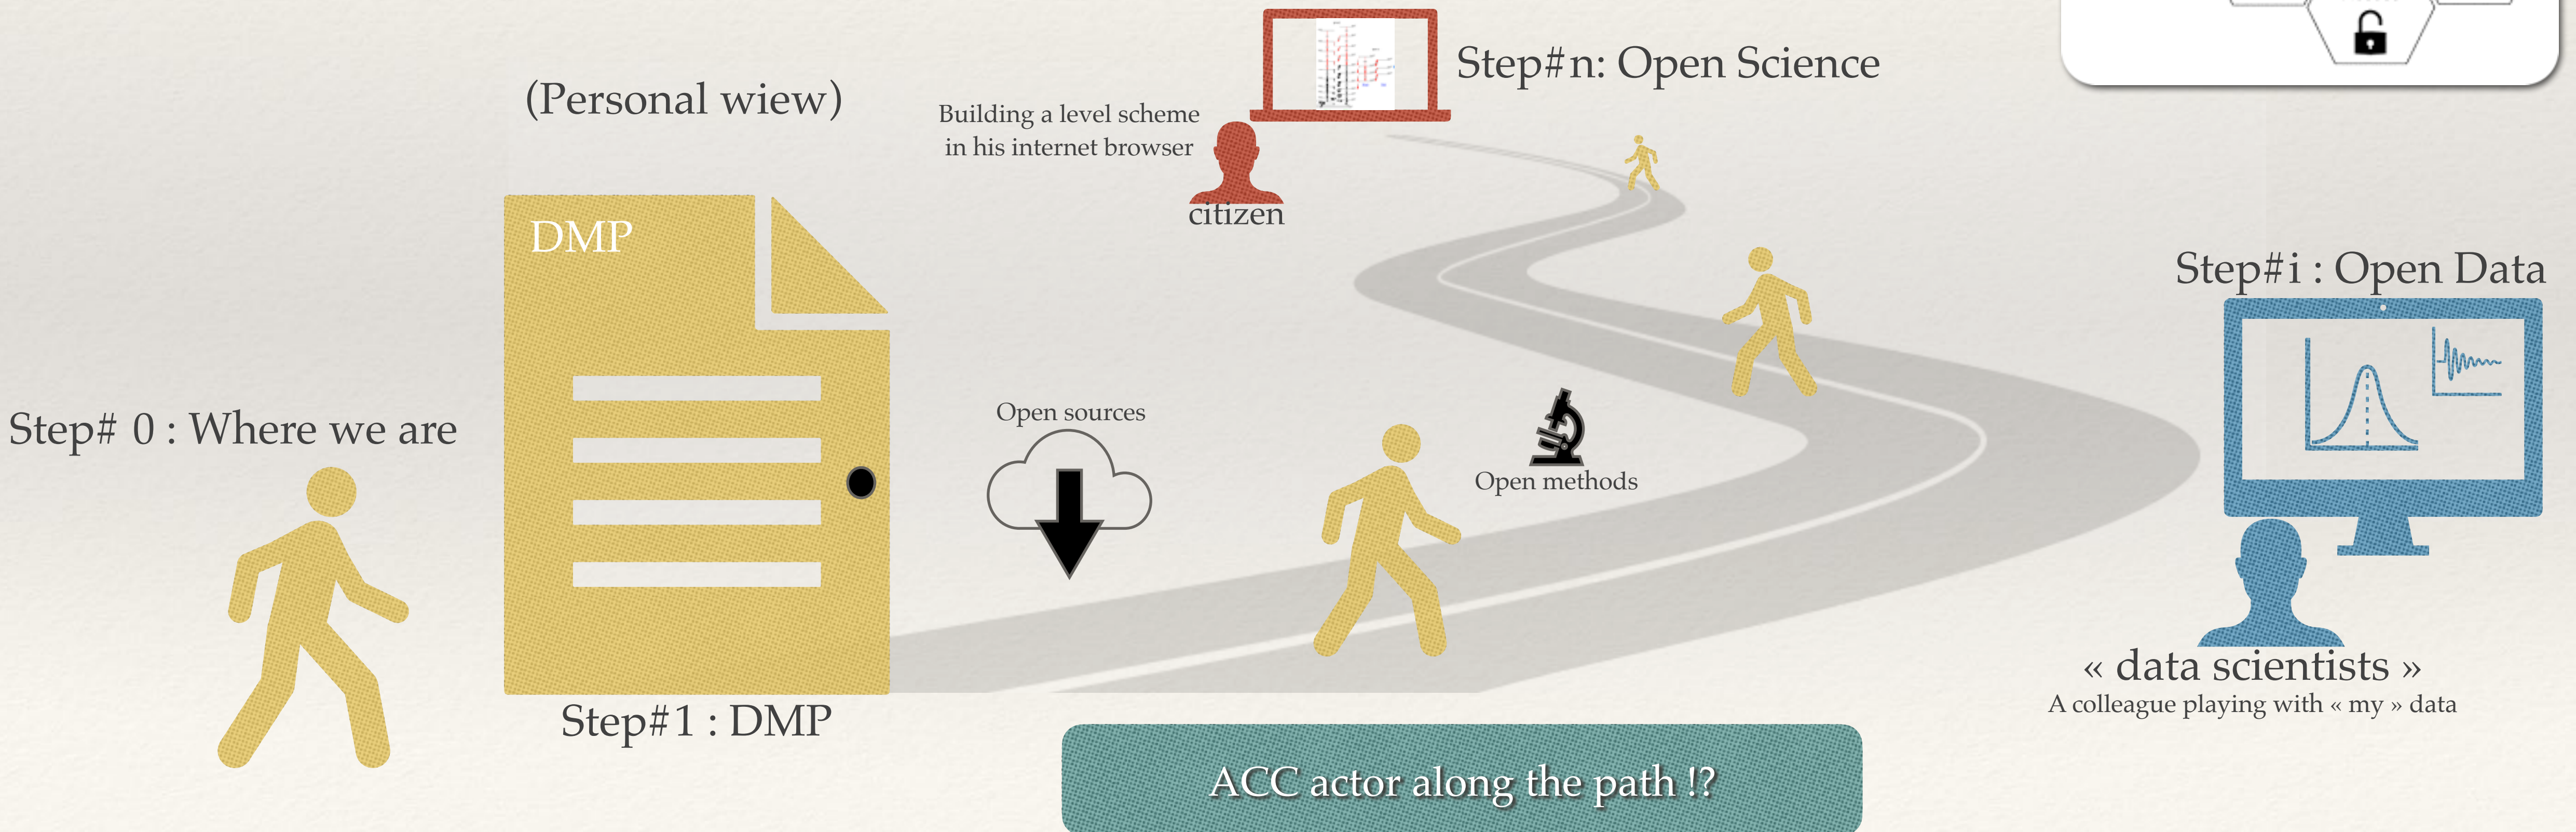 Step#n: Open Science
(Personal wiew)
Building a level scheme
in his internet browser
citizen
DMP
Step#i : Open Data
Step# 0 : Where we are
Open sources
Open methods
« data scientists »
A colleague playing with « my » data
Step#1 : DMP
ACC actor along the path !?